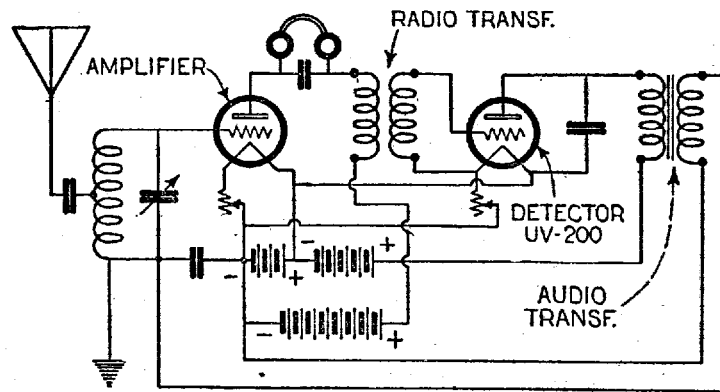 RADIO TRANSF.
AMPLIFIER
DETECTOR
UV-200
- - +
- + +
- +
AUDIO
TRANSF.